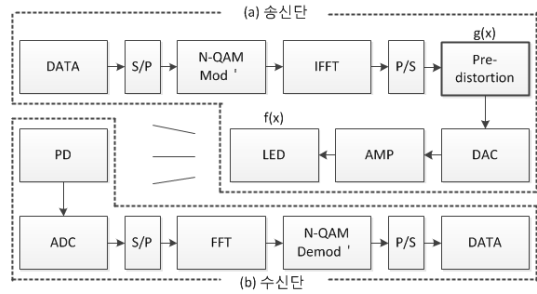 (a) 송신단
g(x)
DATA
S/P
N-QAM
Mod '
IFFT
P/S
Pre-
distortion
f(x)
PD
LED
AMP
DAC
ADC
S/P
FFT
N-QAM
Demod '
P/S
DATA
(b) 수신단